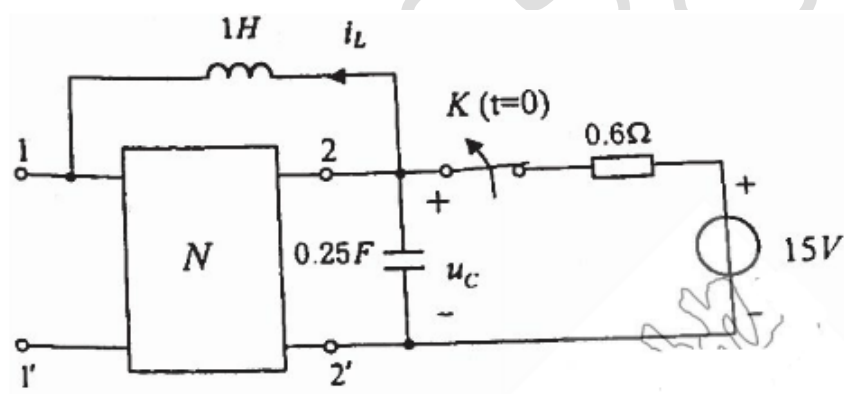 1H
i_L
K (t=0)
0.6Ω
1
2
+
+
N
0.25F
u_C
15V
−
−
1'
2'